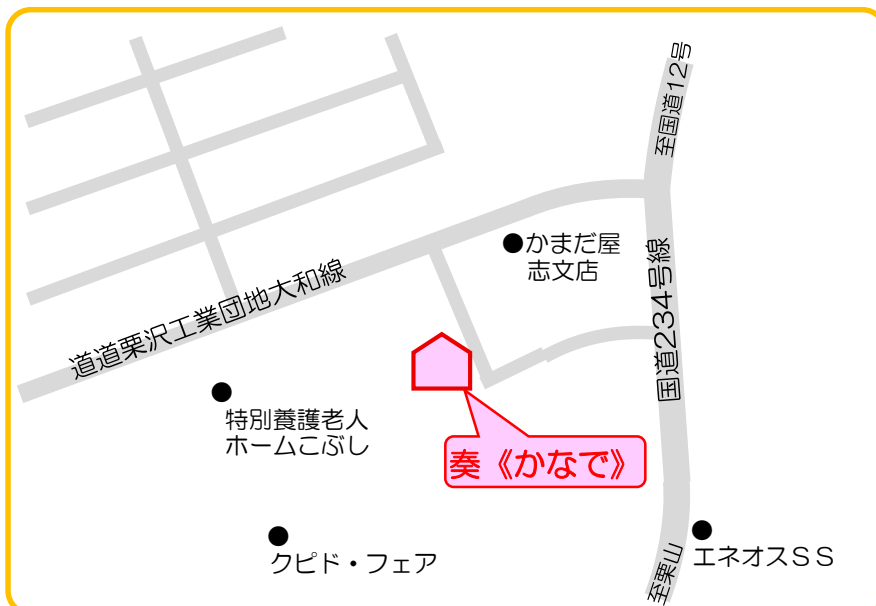 至国道12号
かまだ屋
志文店
国道234号線
道道栗沢工業団地大和線
特別養護老人
ホームこぶし
奏《かなで》
クピド・フェア
エネオスＳＳ
至栗山